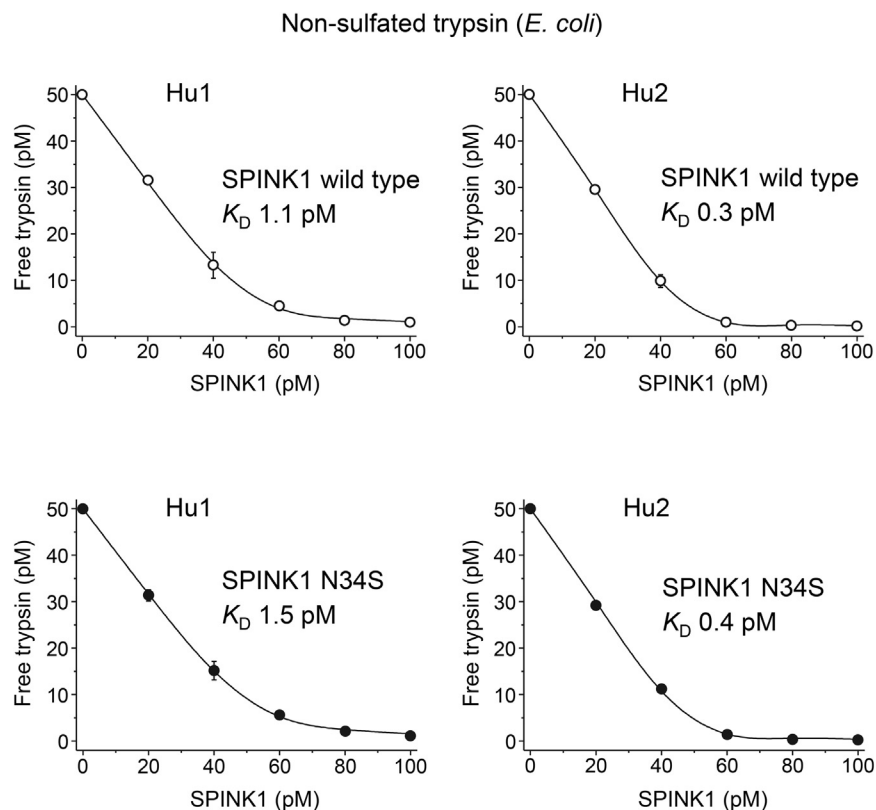 Non-sulfated trypsin (E. coli)
Hu1
Free trypsin (pM)
50
40
30
20
10
0
SPINK1 wild type
KD 1.1 pM
0 20 40 60 80 100
SPINK1 (pM)
Hu2
Free trypsin (pM)
50
40
30
20
10
0
SPINK1 wild type
KD 0.3 pM
0 20 40 60 80 100
SPINK1 (pM)
Hu1
Free trypsin (pM)
50
40
30
20
10
0
SPINK1 N34S
KD 1.5 pM
0 20 40 60 80 100
SPINK1 (pM)
Hu2
Free trypsin (pM)
50
40
30
20
10
0
SPINK1 N34S
KD 0.4 pM
0 20 40 60 80 100
SPINK1 (pM)